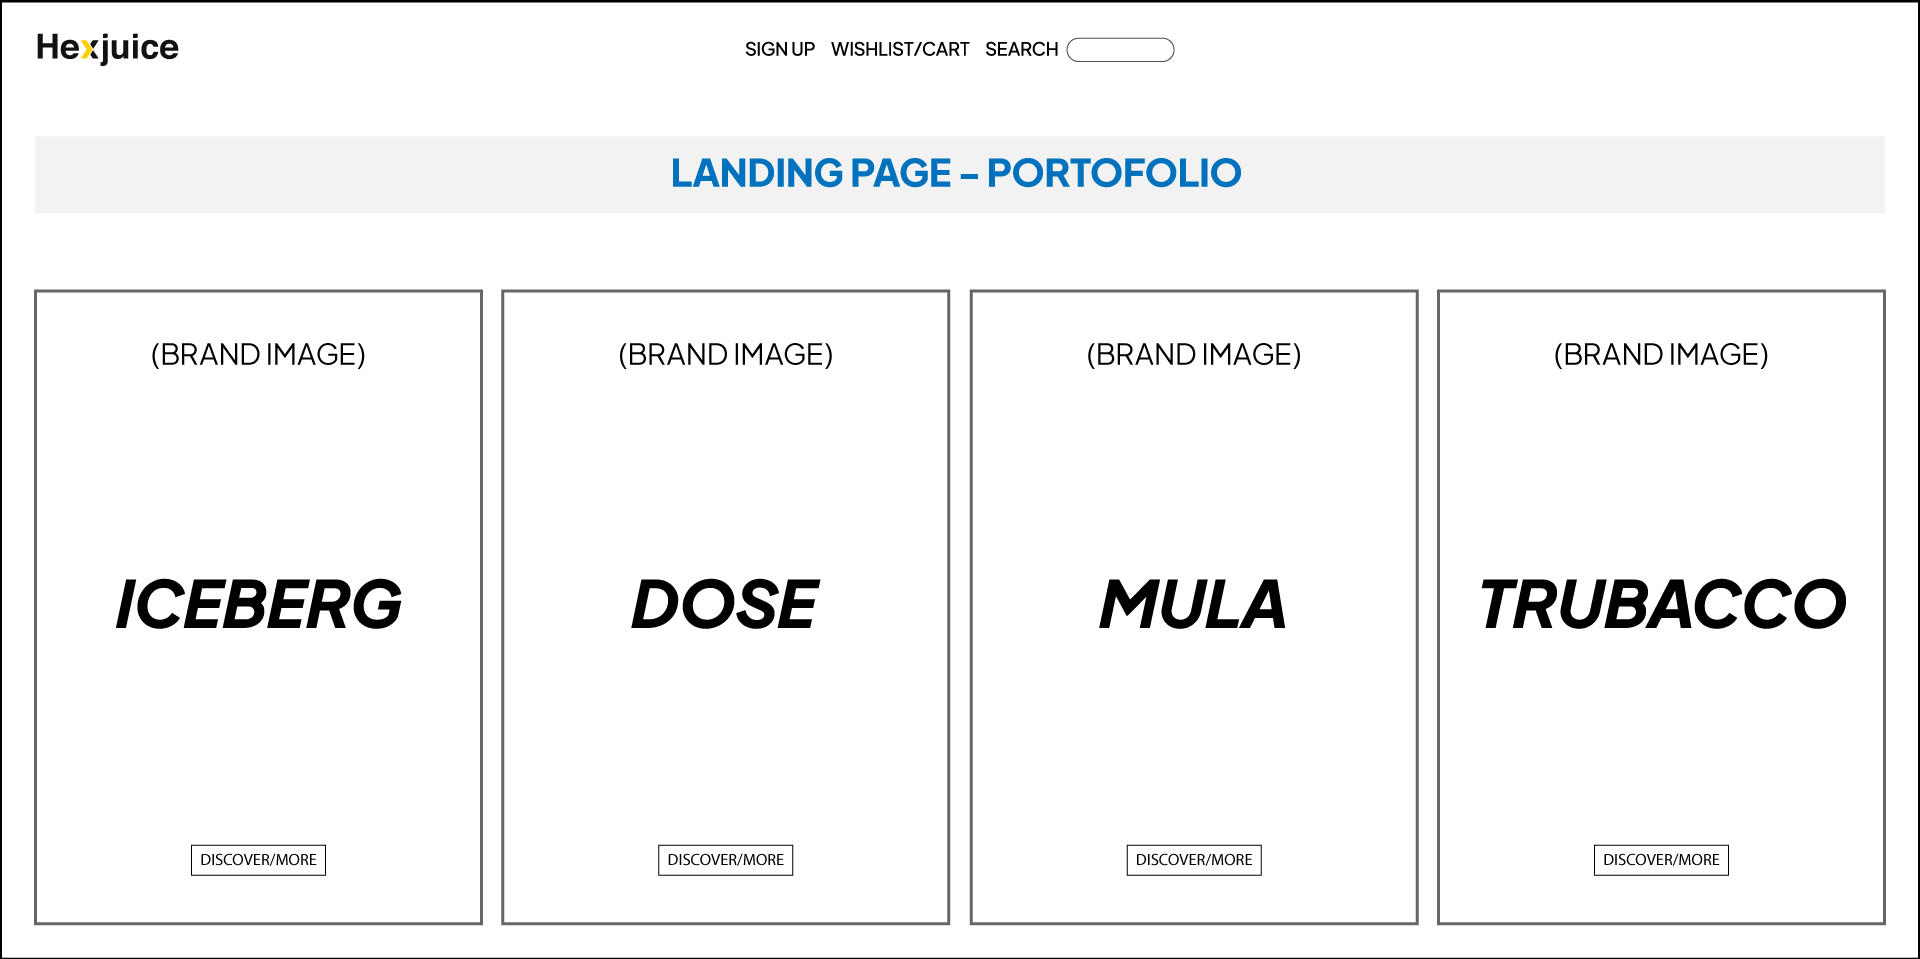 Hexjuice
SIGN UP WISHLIST/CART SEARCH
LANDING PAGE – PORTOFOLIO
(BRAND IMAGE)
ICEBERG
DISCOVER/MORE
(BRAND IMAGE)
DOSE
DISCOVER/MORE
(BRAND IMAGE)
MULA
DISCOVER/MORE
(BRAND IMAGE)
TRUBACCO
DISCOVER/MORE